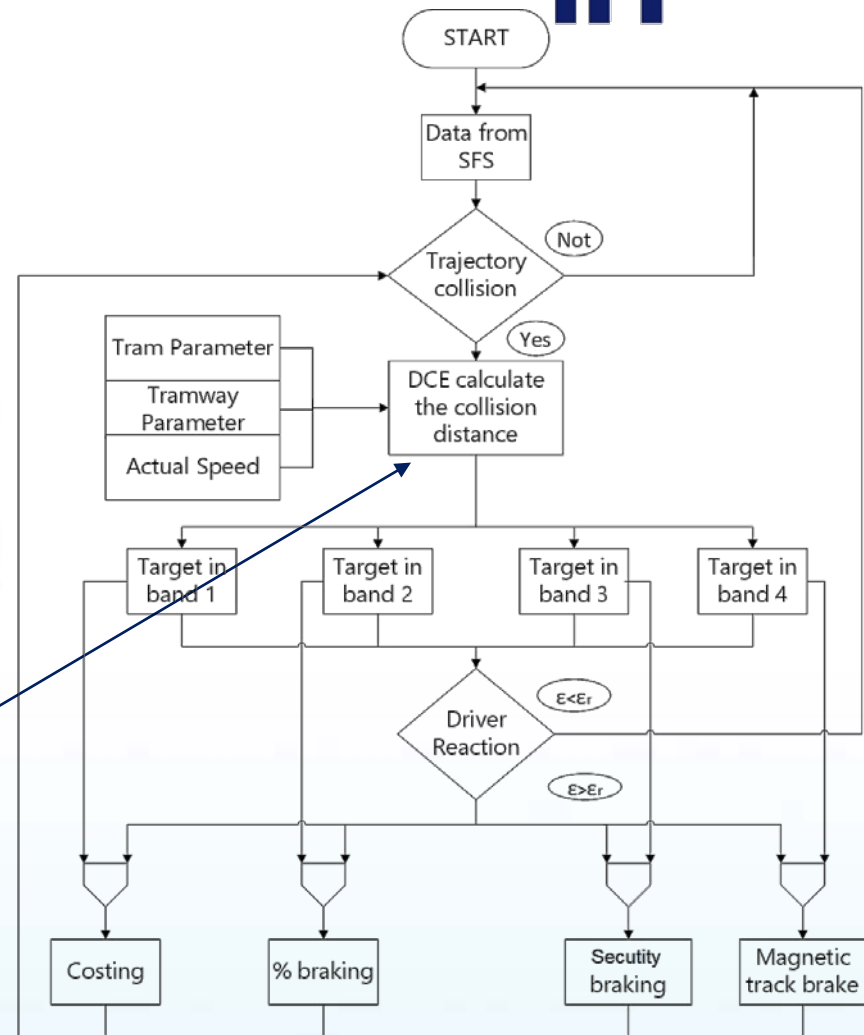 START
Data from
SFS
Not
Trajectory
collision
Yes
Tram Parameter
Tramway
Parameter
Actual Speed
DCE calculate
the collision
distance
Target in
band 1
Target in
band 2
Target in
band 3
Target in
band 4
ε<εr
Driver
Reaction
ε>εr
Costing
% braking
Secutity
braking
Magnetic
track brake